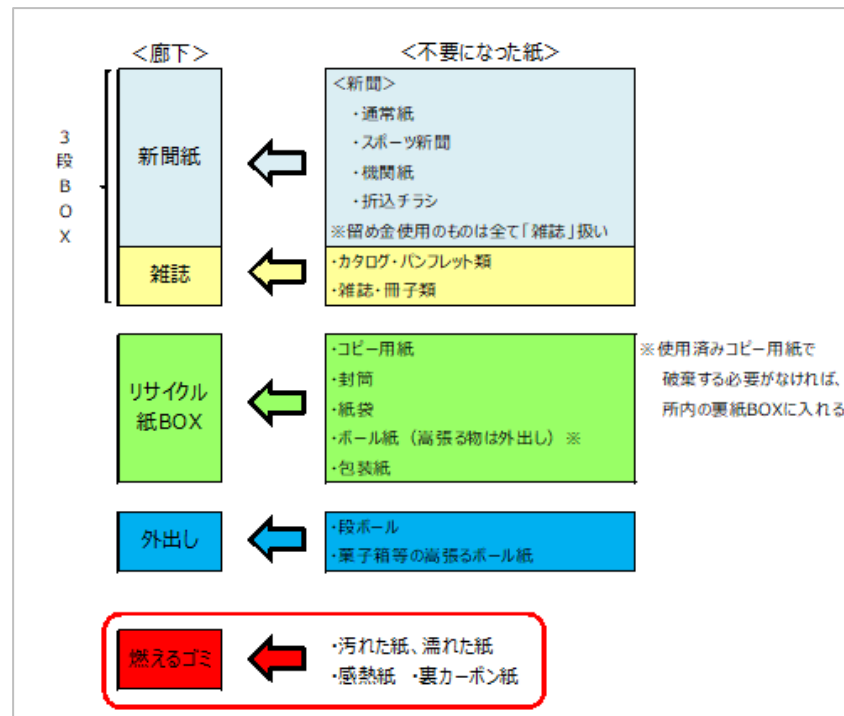 ＜廊下＞
＜不要になった紙＞
3段BOX
新聞紙
＜新聞＞
・通常紙
・スポーツ新聞
・機関紙
・折込チラシ
※留め金使用のものは全て「雑誌」扱い
雑誌
・カタログ・パンフレット類
・雑誌・冊子類
リサイクル
紙BOX
・コピー用紙
・封筒
・紙袋
・ボール紙（嵩張る物は外出し）※
・包装紙
※使用済みコピー用紙で
破棄する必要がなければ、
所内の裏紙BOXに入れる
外出し
・段ボール
・菓子箱等の嵩張るボール紙
燃えるゴミ
・汚れた紙、濡れた紙
・感熱紙 ・裏カーボン紙